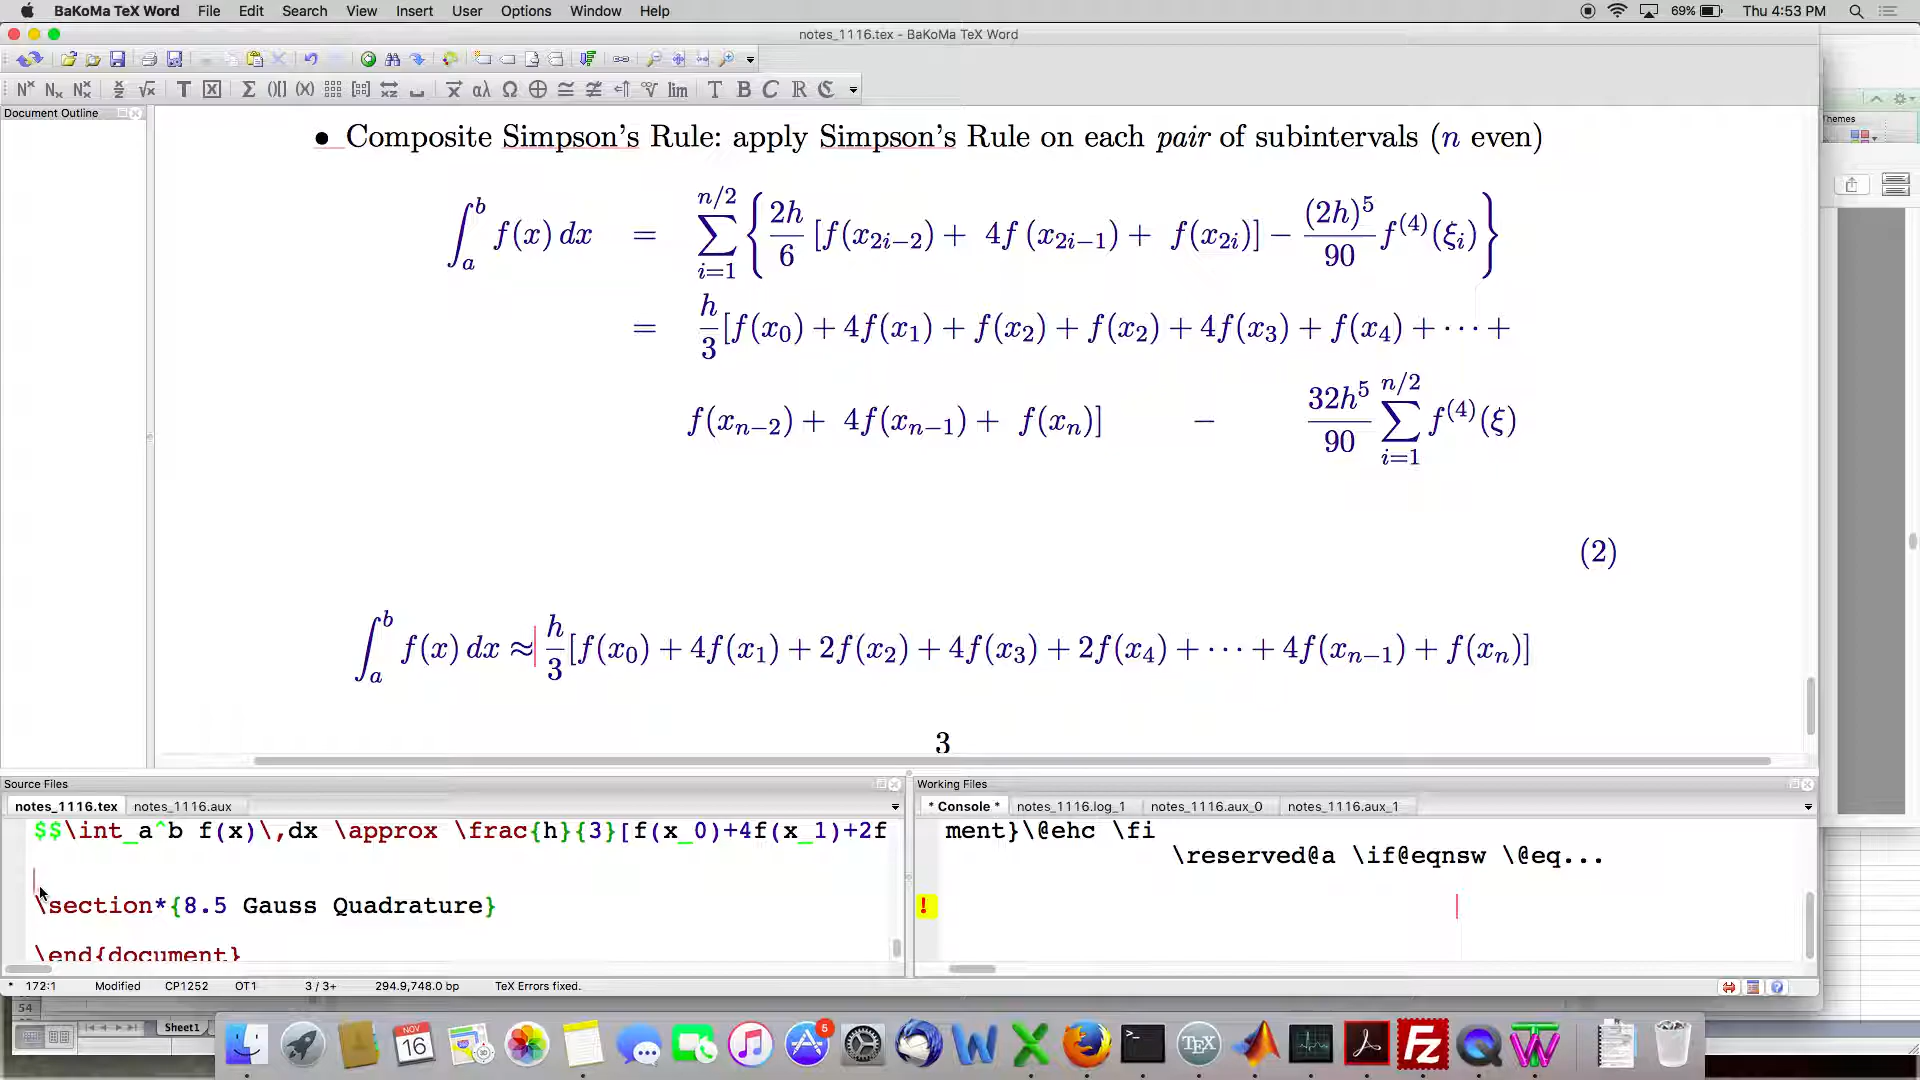 BaKoMa TeX Word File Edit Search View Insert User Options Window Help 69% Thu 4:53 PM
notes_1116.tex - BaKoMa TeX Word
Document Outline
• Composite Simpson's Rule: apply Simpson's Rule on each pair of subintervals (n even)
∫_a^b f(x) dx = ∑_{i=1}^{n/2} { 2h/6 [f(x_{2i−2}) + 4f (x_{2i−1}) + f(x_{2i})] − (2h)^5/90 f^{(4)}(ξ_i) }
= h/3 [f(x_0) + 4f(x_1) + f(x_2) + f(x_2) + 4f(x_3) + f(x_4) + ⋯ +
f(x_{n−2}) + 4f(x_{n−1}) + f(x_n)] − 32h^5/90 ∑_{i=1}^{n/2} f^{(4)}(ξ)
(2)
∫_a^b f(x) dx ≈ h/3 [f(x_0) + 4f(x_1) + 2f(x_2) + 4f(x_3) + 2f(x_4) + ⋯ + 4f(x_{n−1}) + f(x_n)]
3
hemes
Source Files
notes_1116.tex notes_1116.aux
$$\int_a^b f(x)\,dx \approx \frac{h}{3}[f(x_0)+4f(x_1)+2f
\section*{8.5 Gauss Quadrature}
\end{document}
Working Files
* Console * notes_1116.log_1 notes_1116.aux_0 notes_1116.aux_1
ment}\@ehc \fi
\reserved@a \if@eqnsw \@eq...
!
* 172:1 Modified CP1252 OT1 3 / 3+ 294.9,748.0 bp TeX Errors fixed.
54
Sheet1
NOV
16
5
TEX
Fz